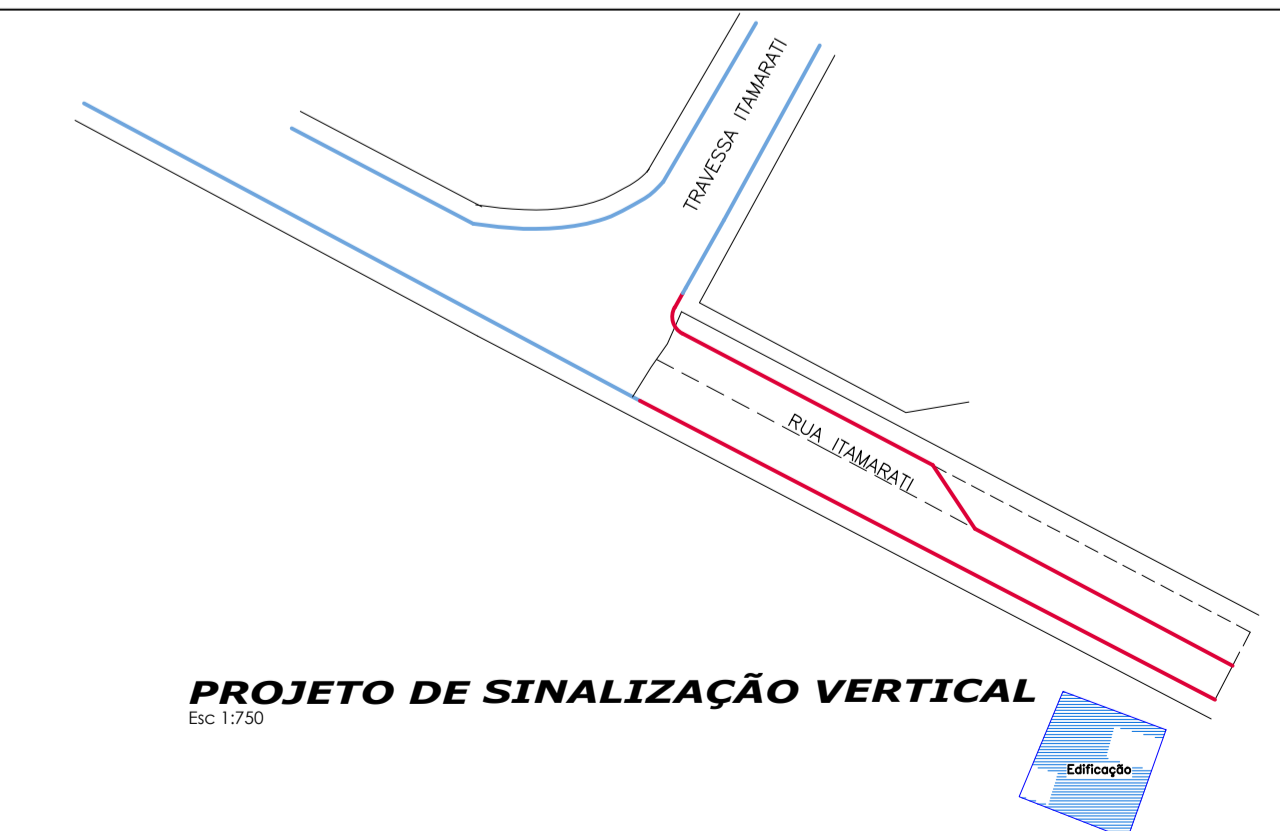 TRAVESSA ITAMARATI
RUA ITAMARATI
PROJETO DE SINALIZAÇÃO VERTICAL
Esc 1:750
Edificação